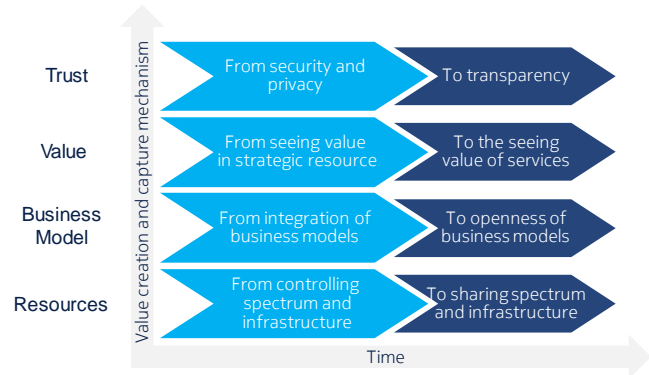 Value creation and capture mechanism
Trust
From security and
privacy
To transparency
Value
From seeing value
in strategic resource
To the seeing
value of services
Business
Model
From integration of
business models
To openness of
business models
Resources
From controlling
spectrum and
infrastructure
To sharing spectrum
and infrastructure
Time